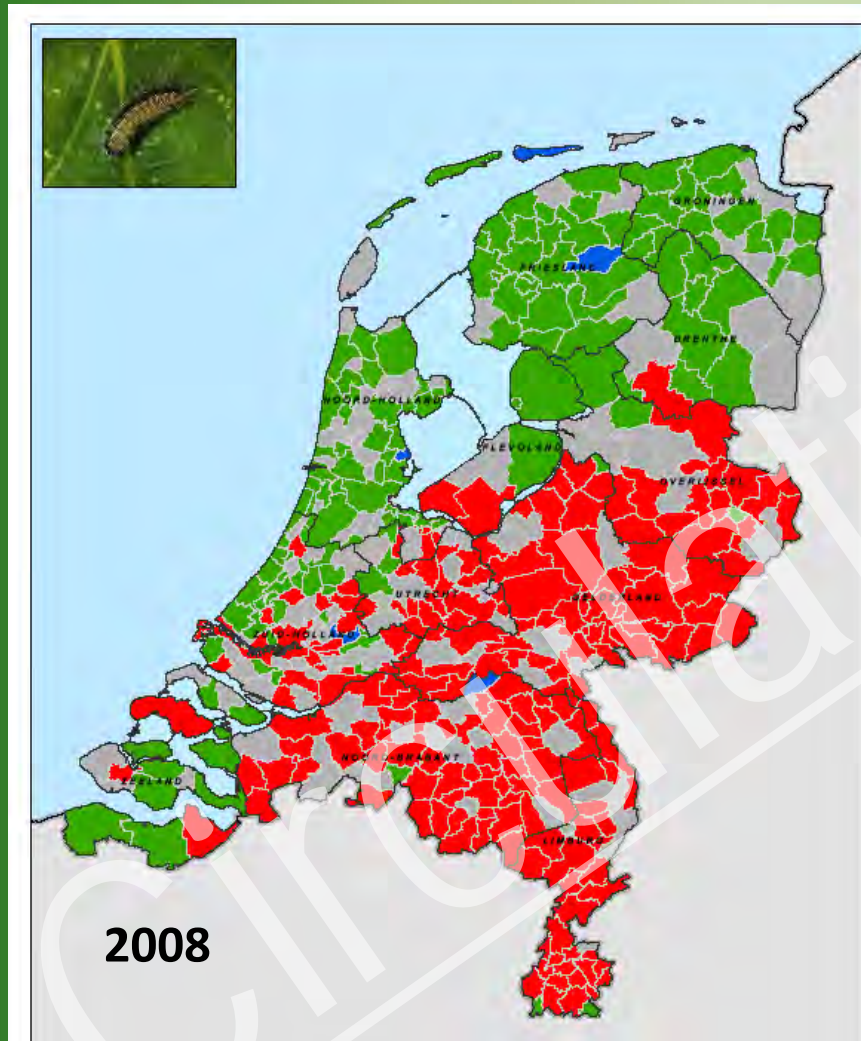 GRONINGEN
FRIESLAND
DRENTHE
NOORD-HOLLAND
FLEVOLAND
OVERIJSSEL
UTRECHT
GELDERLAND
ZUID-HOLLAND
NOORD-BRABANT
ZEELAND
LIMBURG
2008